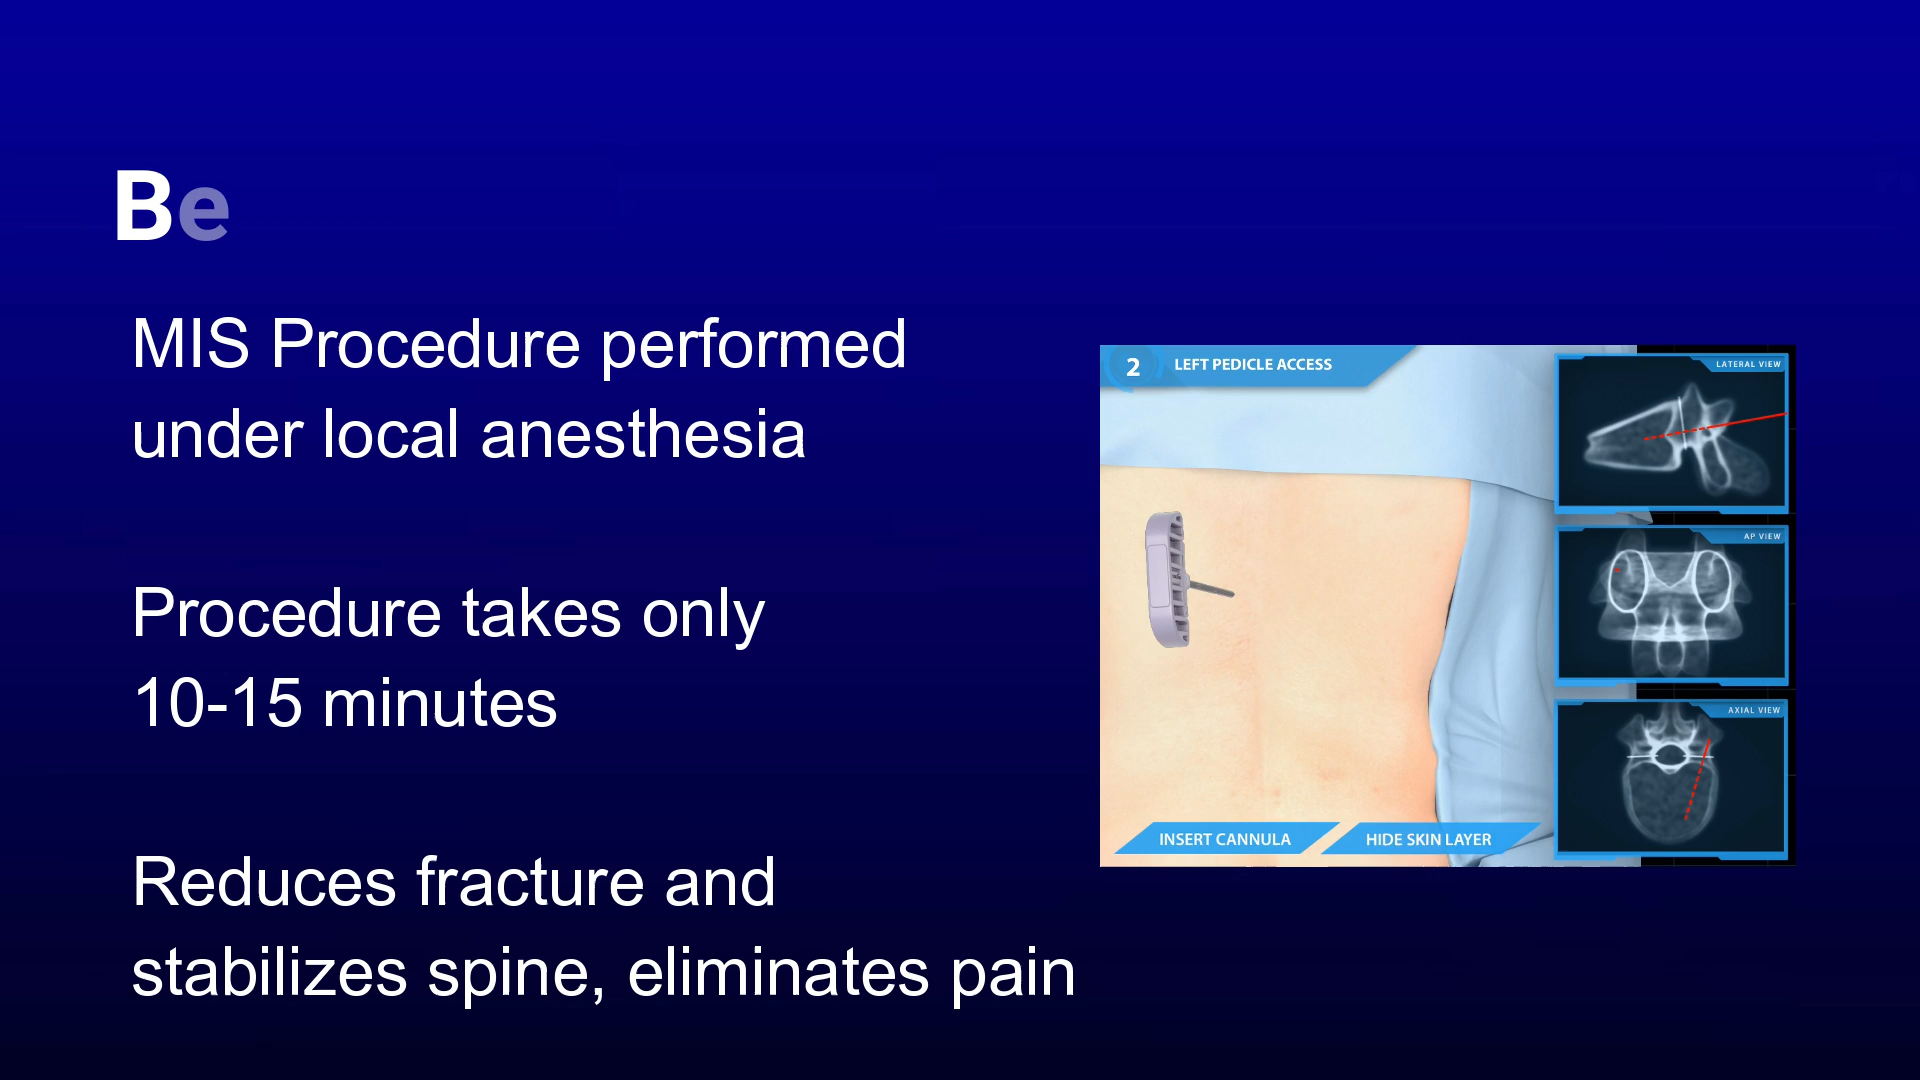 Be
MIS Procedure performed
under local anesthesia
Procedure takes only
10-15 minutes
Reduces fracture and
stabilizes spine, eliminates pain
2 LEFT PEDICLE ACCESS
LATERAL VIEW
AP VIEW
AXIAL VIEW
INSERT CANNULA
HIDE SKIN LAYER